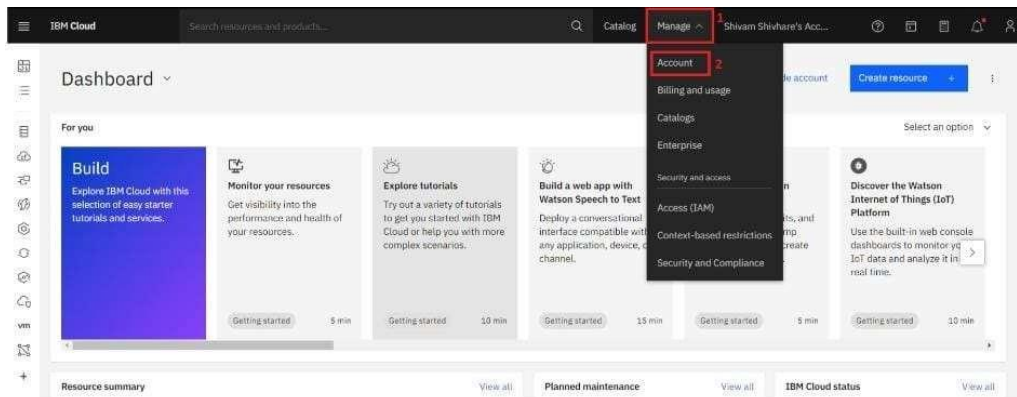 IBM Cloud
Search resources and products...
Catalog
Manage
1
Shivam Shivhare's Acc...
Account
2
Billing and usage
Catalogs
Enterprise
Security and access
Access (IAM)
Context-based restrictions
Security and Compliance
Dashboard
de account
Create resource +
For you
Select an option
Build
Explore IBM Cloud with this
selection of easy starter
tutorials and services.
Monitor your resources
Get visibility into the
performance and health of
your resources.
Getting started
5 min
Explore tutorials
Try out a variety of tutorials
to get you started with IBM
Cloud or help you with more
complex scenarios.
Getting started
10 min
Build a web app with
Watson Speech to Text
Deploy a conversational
interface compatible with
any application, device,
channel.
Getting started
15 min
n
its, and
mp
create
Getting started
5 min
Discover the Watson
Internet of Things (IoT)
Platform
Use the built-in web console
dashboards to monitor yo
IoT data and analyze it in
real time.
Getting started
10 min
vm
Resource summary
View all
Planned maintenance
View all
IBM Cloud status
View all